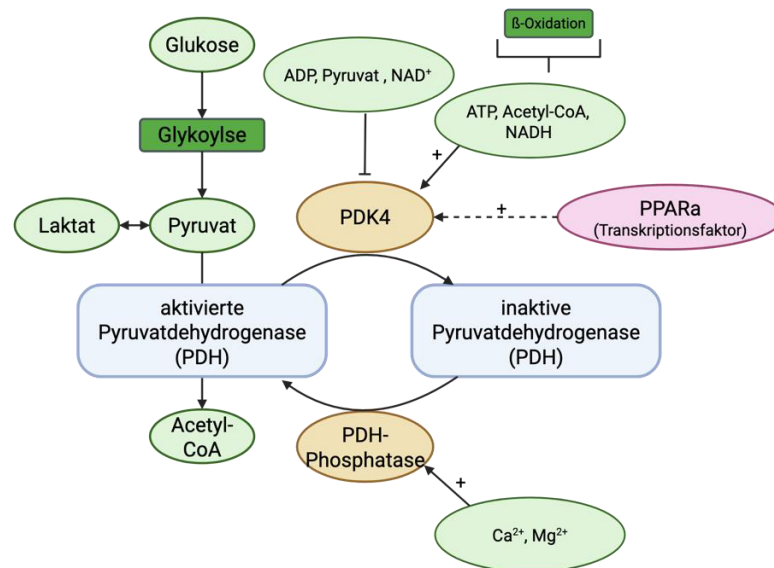 ß-Oxidation
Glukose
ADP, Pyruvat , NAD⁺
ATP, Acetyl-CoA,
NADH
+
Glykoylse
PDK4
+
PPARa
(Transkriptionsfaktor)
Laktat
Pyruvat
aktivierte
Pyruvatdehydrogenase
(PDH)
inaktive
Pyruvatdehydrogenase
(PDH)
Acetyl-
CoA
PDH-
Phosphatase
+
Ca²⁺, Mg²⁺